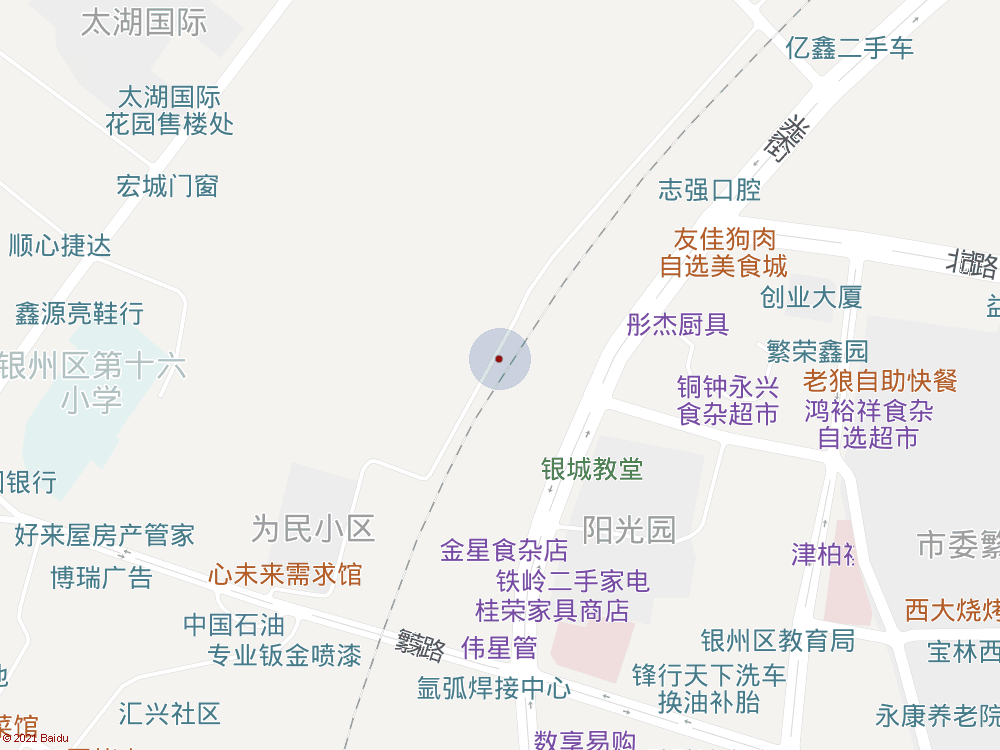 太湖国际
亿鑫二手车
太湖国际
花园售楼处
宏城门窗
志强口腔
顺心捷达
友佳狗肉
自选美食城
创业大厦
鑫源亮鞋行
彤杰厨具
繁荣鑫园
银州区第十六
小学
老狼自助快餐
铜钟永兴
食杂超市
鸿裕祥食杂
自选超市
银城教堂
银行
为民小区
阳光园
好来屋房产管家
金星食杂店
市委
津柏
博瑞广告
心未来需求馆
铁岭二手家电
桂荣家具商店
中国石油
西大烧烤
专业钣金喷漆
伟星管
银州区教育局
宝林西
氩弧焊接中心
锋行天下洗车
换油补胎
汇兴社区
永康养老院
菜馆
数享易购
© 2021 Baidu